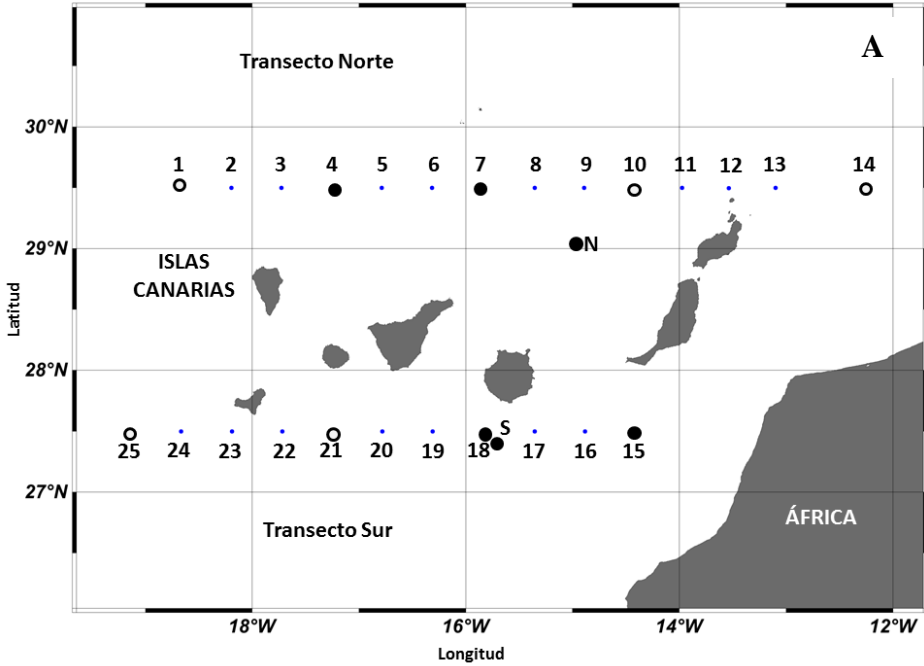 A
Transecto Norte
30°N
1 2 3 4 5 6 7 8 9 10 11 12 13 14
29°N
N
ISLAS
CANARIAS
Latitud
28°N
S
25 24 23 22 21 20 19 18 17 16 15
27°N
ÁFRICA
Transecto Sur
18°W 16°W 14°W 12°W
Longitud